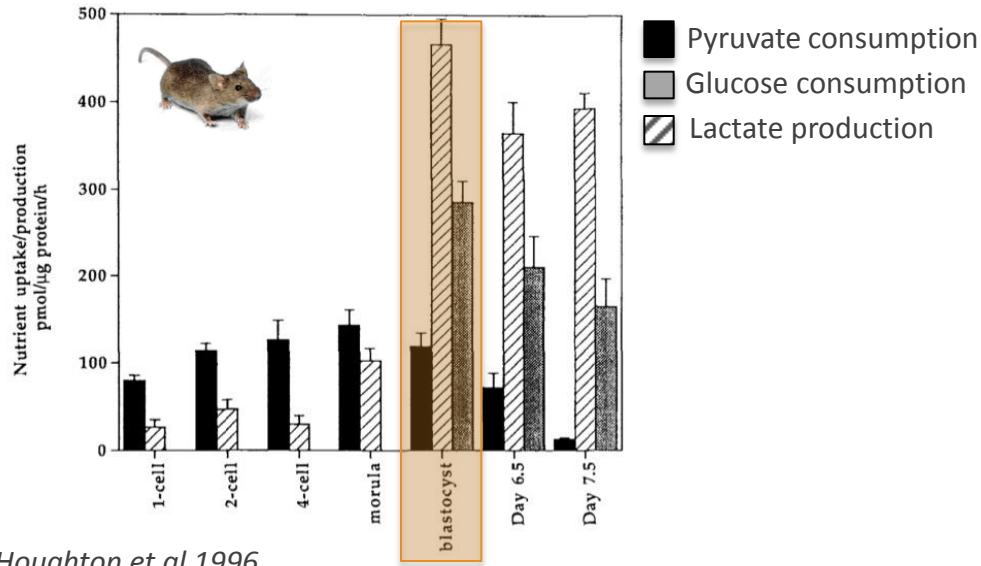 500
400
300
200
100
0
Nutrient uptake/production
pmol/µg protein/h
1-cell
2-cell
4-cell
morula
blastocyst
Day 6.5
Day 7.5
Pyruvate consumption
Glucose consumption
Lactate production
Houghton et al 1996